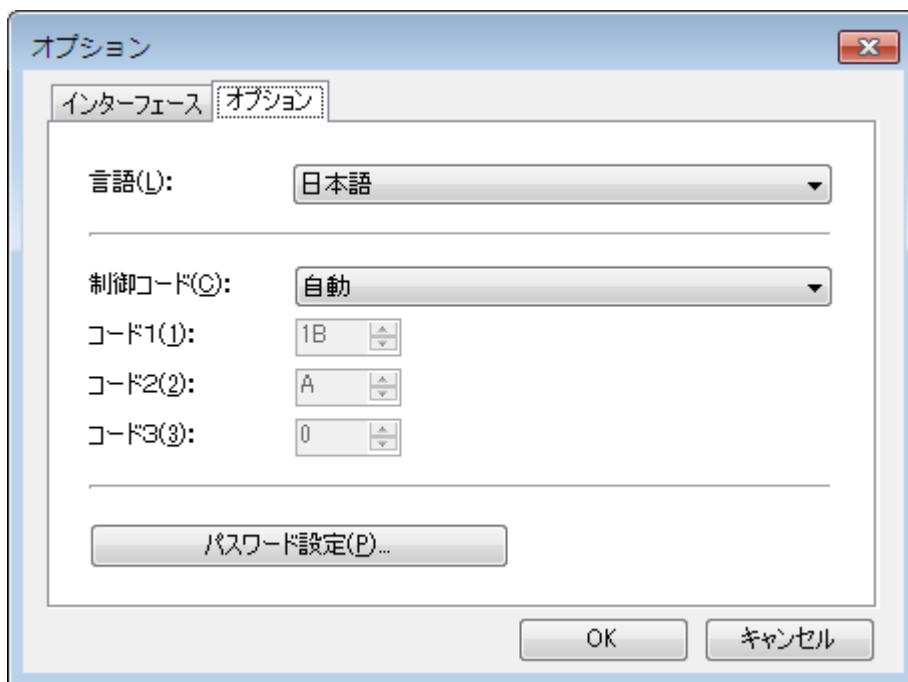 オプション
インターフェース オプション
言語(L): 日本語
制御コード(C): 自動
コード1(1): 1B
コード2(2): A
コード3(3): 0
パスワード設定(P)...
OK キャンセル